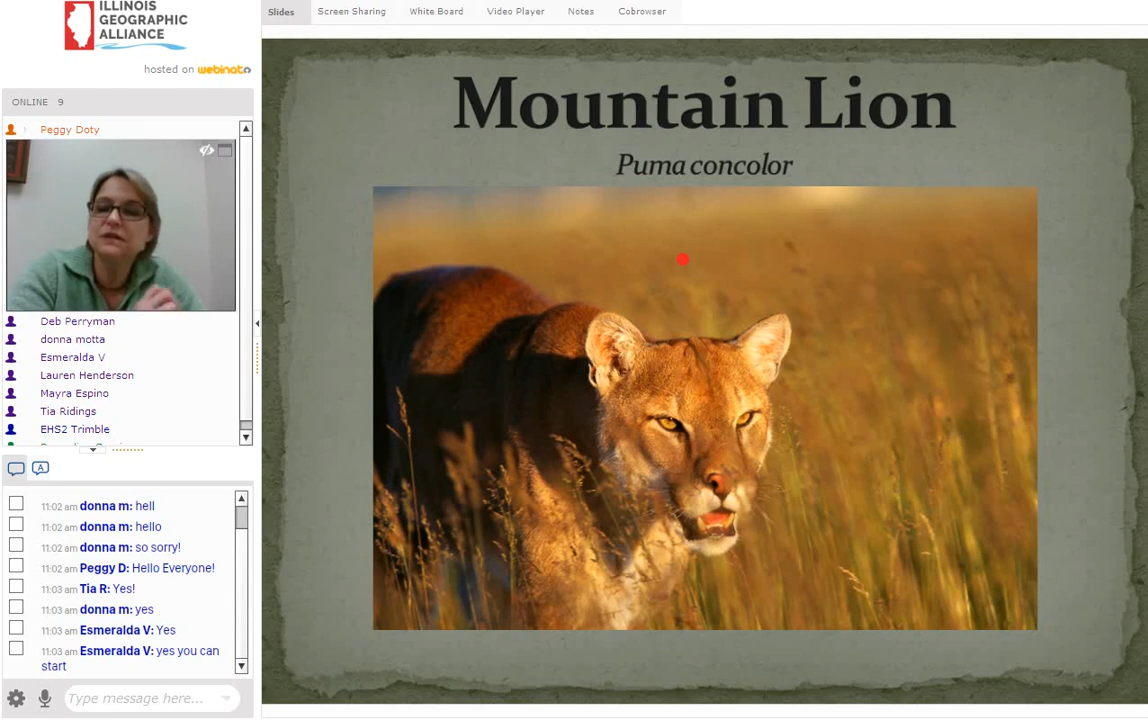 ILLINOIS
GEOGRAPHIC
ALLIANCE
hosted on webinato
ONLINE 9
Peggy Doty
Deb Perryman
donna motta
Esmeralda V
Lauren Henderson
Mayra Espino
Tia Ridings
EHS2 Trimble
A
11:02 am donna m: hell
11:02 am donna m: hello
11:02 am donna m: so sorry!
11:02 am Peggy D: Hello Everyone!
11:03 am Tia R: Yes!
11:03 am donna m: yes
11:03 am Esmeralda V: Yes
11:03 am Esmeralda V: yes you can
start
Type message here...
Slides Screen Sharing White Board Video Player Notes Cobrowser
Mountain Lion
Puma concolor